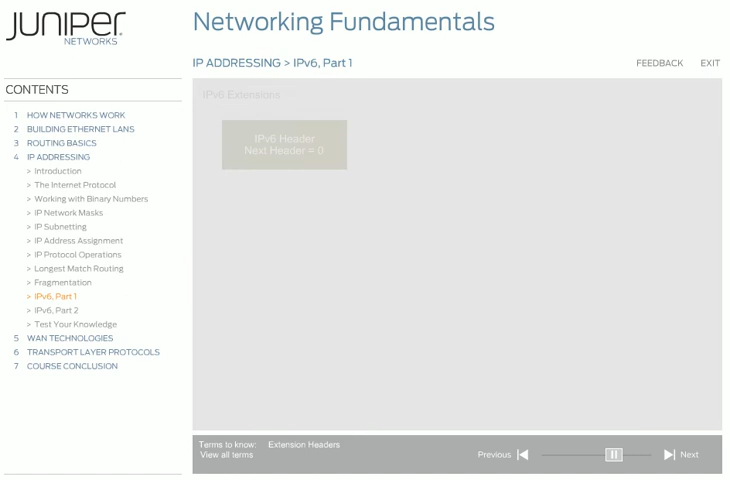 JUNIPER
NETWORKS
Networking Fundamentals
IP ADDRESSING > IPv6, Part 1
FEEDBACK EXIT
CONTENTS
1 HOW NETWORKS WORK
2 BUILDING ETHERNET LANS
3 ROUTING BASICS
4 IP ADDRESSING
> Introduction
> The Internet Protocol
> Working with Binary Numbers
> IP Network Masks
> IP Subnetting
> IP Address Assignment
> IP Protocol Operations
> Longest Match Routing
> Fragmentation
> IPv6, Part 1
> IPv6, Part 2
> Test Your Knowledge
5 WAN TECHNOLOGIES
6 TRANSPORT LAYER PROTOCOLS
7 COURSE CONCLUSION
IPv6 Extensions
IPv6 Header
Next Header = 0
Terms to know: Extension Headers
View all terms
Previous Next